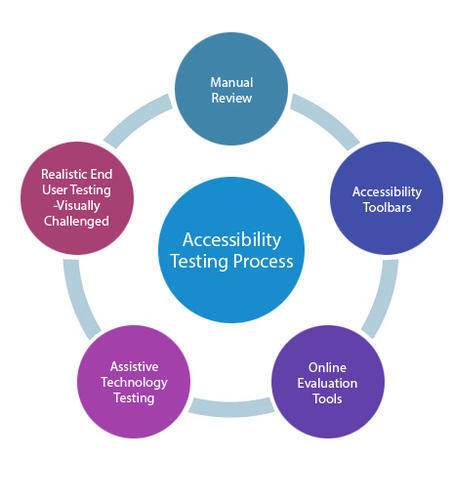 Manual
Review
Accessibility
Toolbars
Online
Evaluation
Tools
Assistive
Technology
Testing
Realistic End
User Testing
-Visually
Challenged
Accessibility
Testing Process